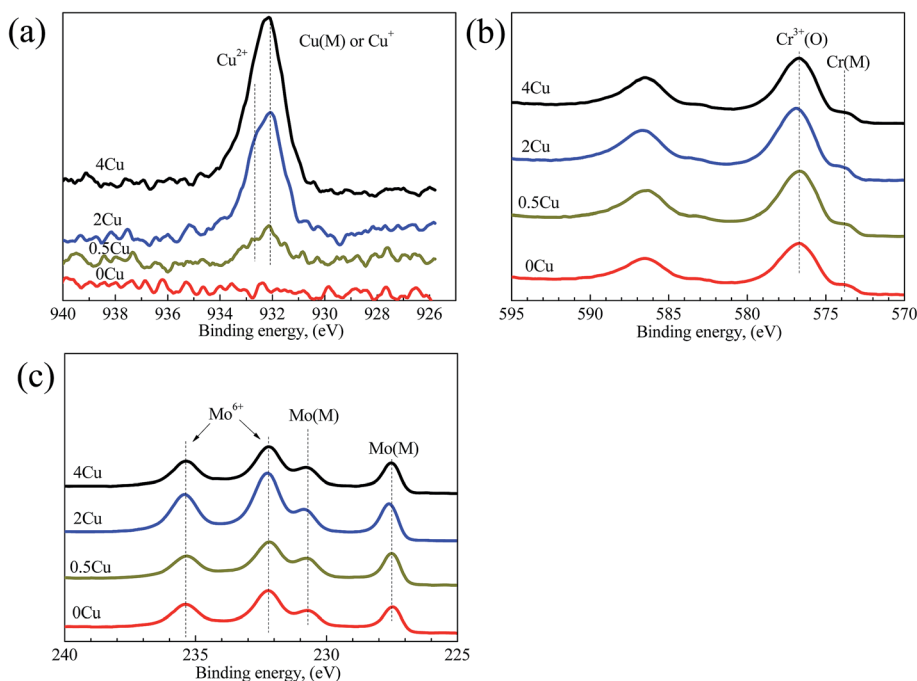 (a)
Cu²⁺
Cu(M) or Cu⁺
4Cu
2Cu
0.5Cu
0Cu
940 938 936 934 932 930 928 926
Binding energy, (eV)
(b)
Cr³⁺(O)
Cr(M)
4Cu
2Cu
0.5Cu
0Cu
595 590 585 580 575 570
Binding energy, (eV)
(c)
Mo⁶⁺
Mo(M)
Mo(M)
4Cu
2Cu
0.5Cu
0Cu
240 235 230 225
Binding energy, (eV)